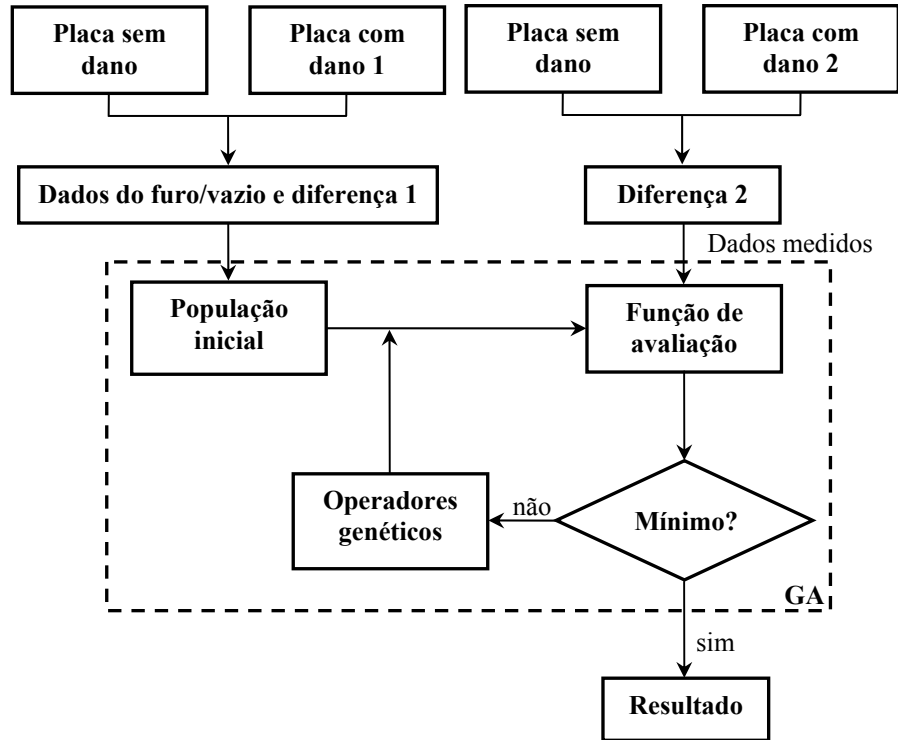 Placa sem
dano
Placa com
dano 1
Placa sem
dano
Placa com
dano 2
Dados do furo/vazio e diferença 1
Diferença 2
Dados medidos
População
inicial
Função de
avaliação
Operadores
genéticos
não
Mínimo?
GA
sim
Resultado